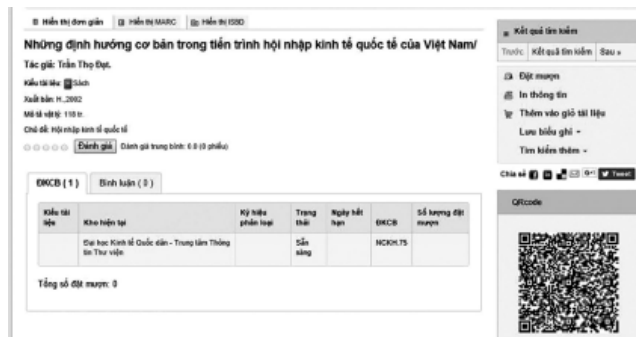 Hiển thị đơn giản Hiển thị MARC Hiển thị ISBD
Những định hướng cơ bản trong tiến trình hội nhập kinh tế quốc tế của Việt Nam/
Tác giả: Trần Thọ Đạt.
Kiểu tài liệu: Sách
Xuất bản: H.,2002
Mô tả vật lý: 118 tr.
Chủ đề: Hội nhập kinh tế quốc tế
Đánh giá Đánh giá trung bình: 0.0 (0 phiếu)
ĐKCB ( 1 ) Bình luận ( 0 )
Kiểu tài liệu Kho hiện tại Ký hiệu phân loại Trạng thái Ngày hết hạn ĐKCB Số lượng đặt mượn
Đại học Kinh tế Quốc dân - Trung tâm Thông tin Thư viện Sẵn sàng NCKH.75
Tổng số đặt mượn: 0
Kết quả tìm kiếm
Trước Kết quả tìm kiếm Sau »
Đặt mượn
In thông tin
Thêm vào giỏ tài liệu
Lưu biểu ghi
Tìm kiếm thêm
Chia sẻ Tweet
QRcode